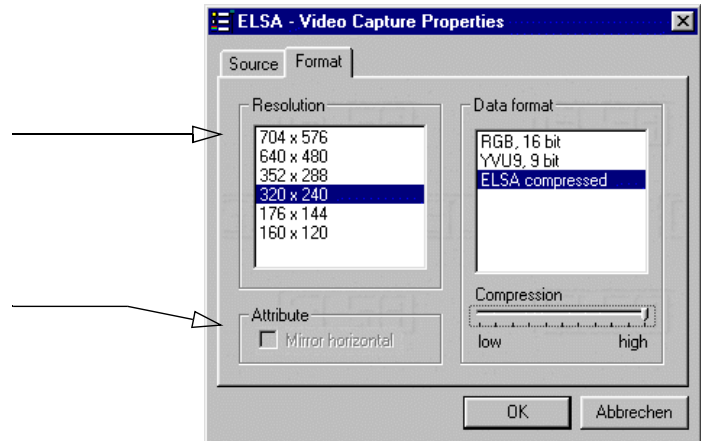 ELSA - Video Capture Properties
Source Format
Resolution
704 x 576
640 x 480
352 x 288
320 x 240
176 x 144
160 x 120
Attribute
Mirror horizontal
Data format
RGB, 16 bit
YVU9, 9 bit
ELSA compressed
Compression
low high
OK Abbrechen